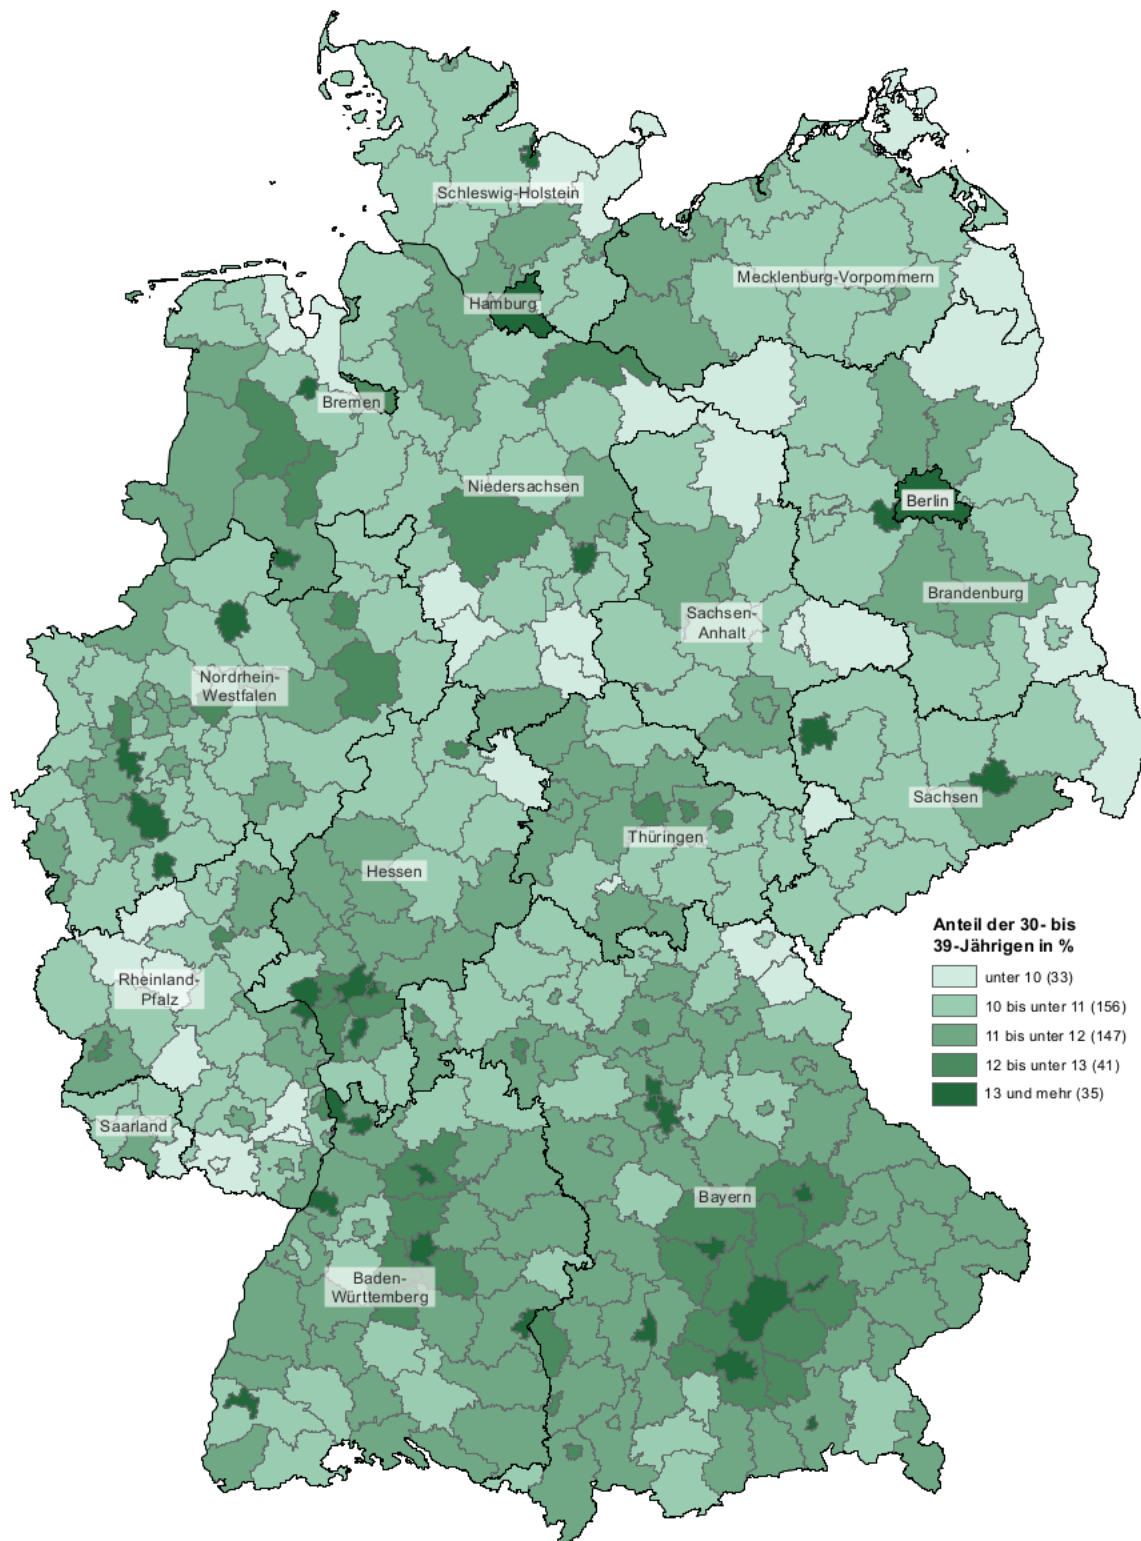 Schleswig-Holstein
Mecklenburg-Vorpommern
Hamburg
Bremen
Niedersachsen
Berlin
Brandenburg
Sachsen-
Anhalt
Nordrhein-
Westfalen
Sachsen
Thüringen
Hessen
Rheinland-
Pfalz
Saarland
Bayern
Baden-
Württemberg
Anteil der 30- bis
39-Jährigen in %
unter 10 (33)
10 bis unter 11 (156)
11 bis unter 12 (147)
12 bis unter 13 (41)
13 und mehr (35)